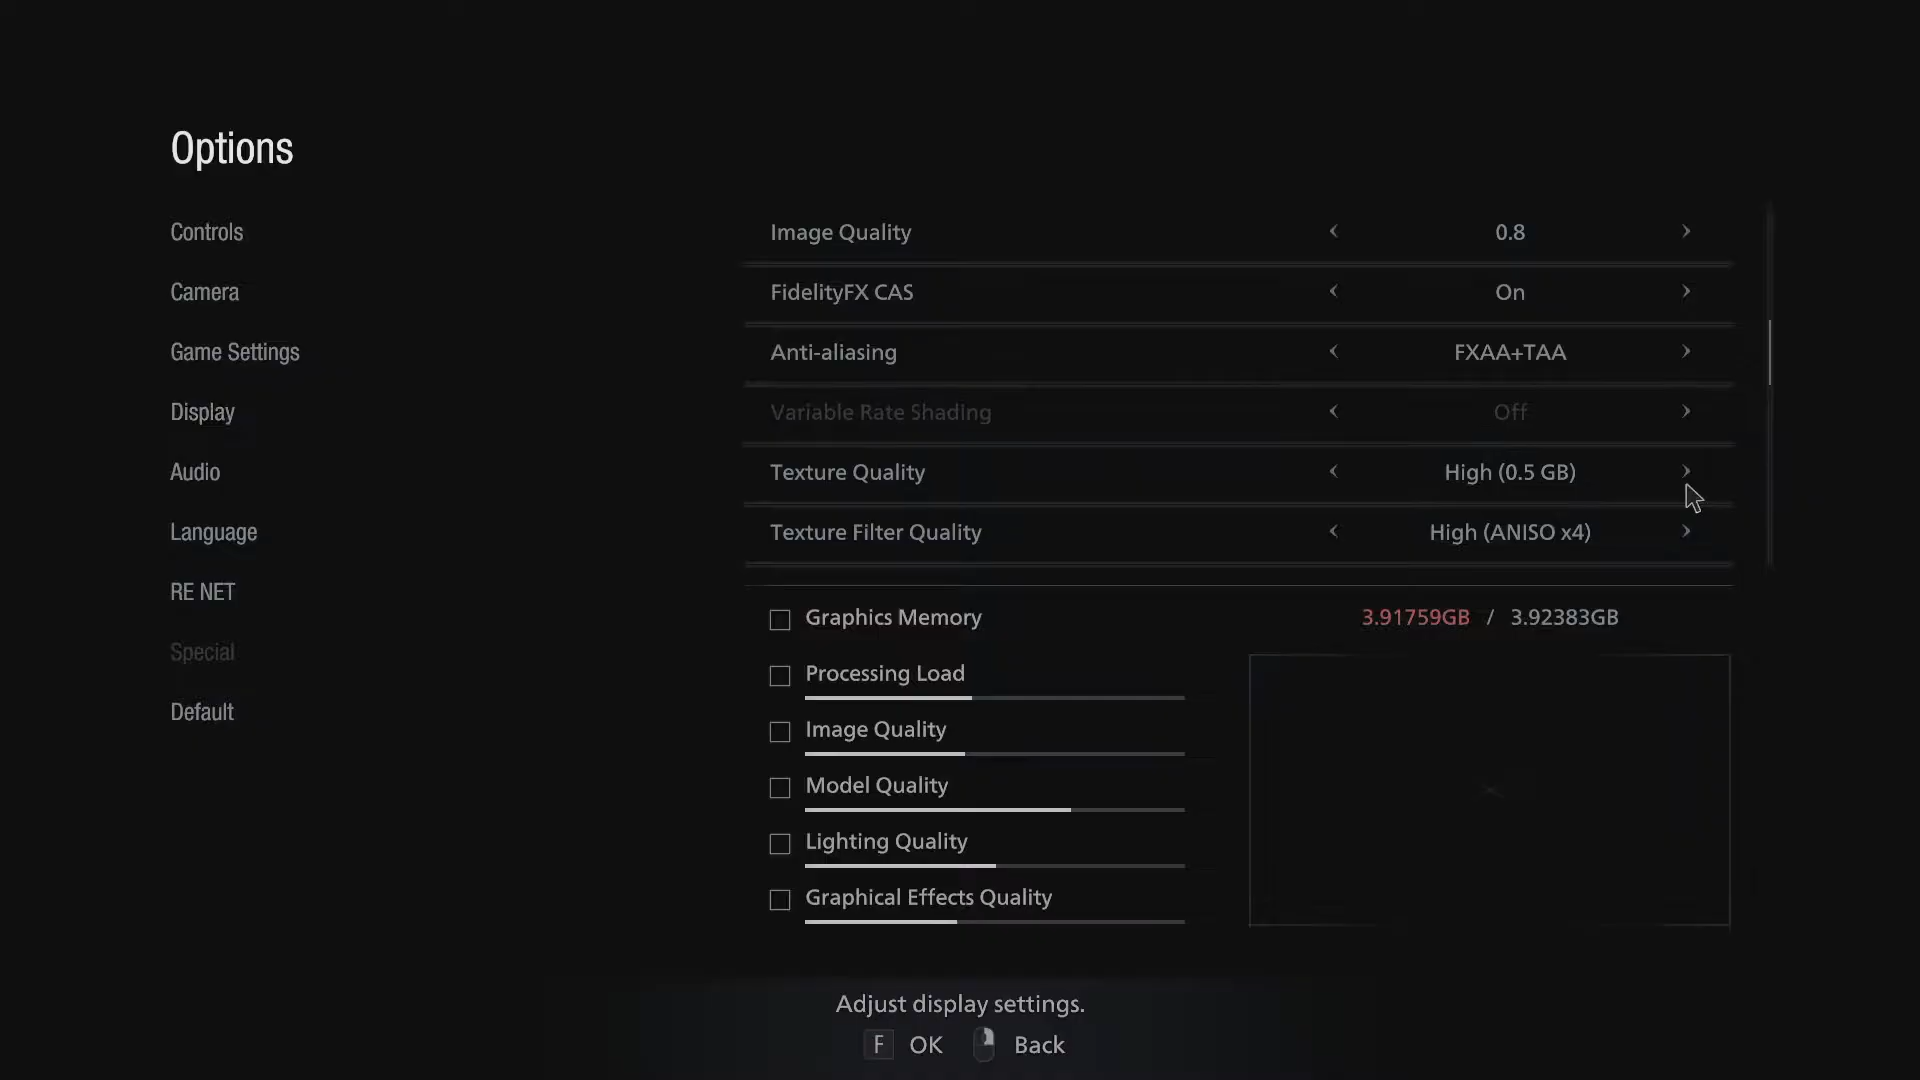 Options
Controls
Camera
Game Settings
Display
Audio
Language
RE NET
Special
Default
Image Quality 0.8
FidelityFX CAS On
Anti-aliasing FXAA+TAA
Variable Rate Shading Off
Texture Quality High (0.5 GB)
Texture Filter Quality High (ANISO x4)
Graphics Memory 3.91759GB / 3.92383GB
Processing Load
Image Quality
Model Quality
Lighting Quality
Graphical Effects Quality
Adjust display settings.
F OK Back